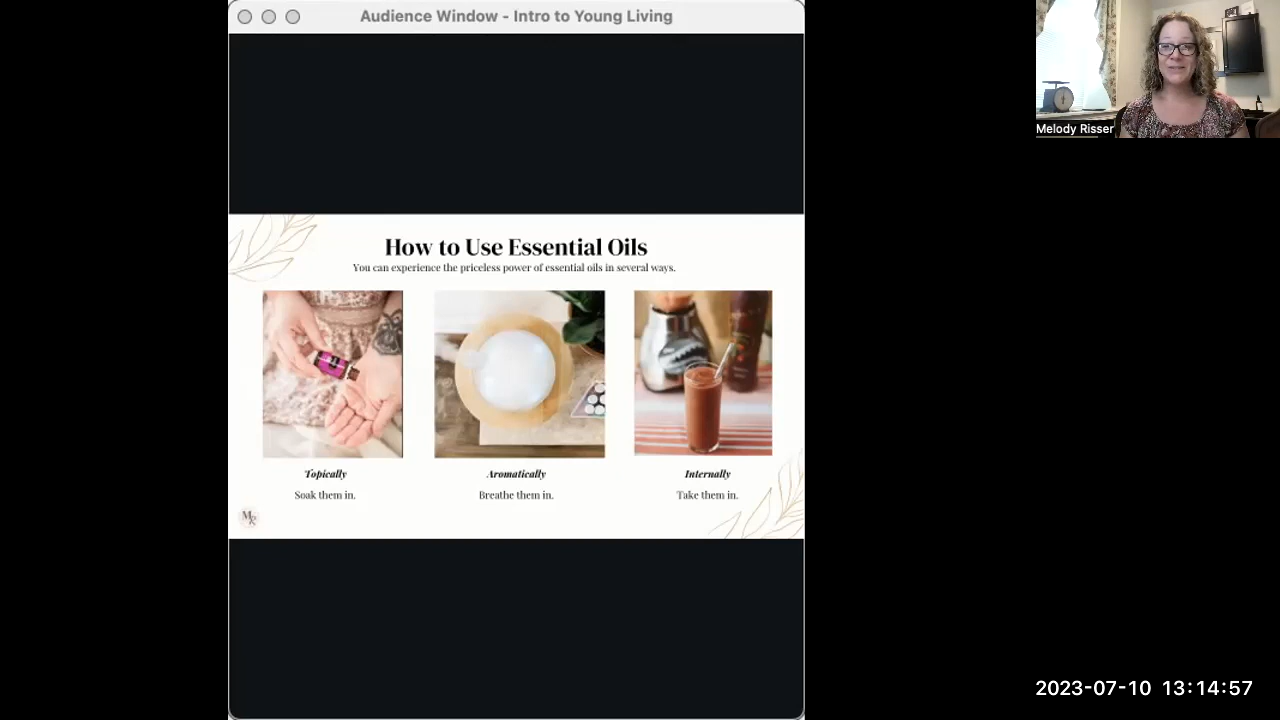 Audience Window - Intro to Young Living
Melody Risser
How to Use Essential Oils
You can experience the priceless power of essential oils in several ways.
Topically
Aromatically
Internally
Soak them in.
Breathe them in.
Take them in.
MR
2023-07-10 13:14:57